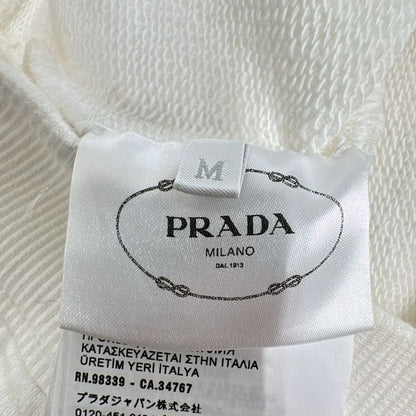 M
PRADA
MILANO
DAL 1913
ΚΑΤΑΣΚΕΥΑΖΕΤΑΙ ΣΤΗΝ ΙΤΑΛΙΑ
ÜRETİM YERİ İTALYA
RN.98339 - CA.34767
プラダジャパン株式会社